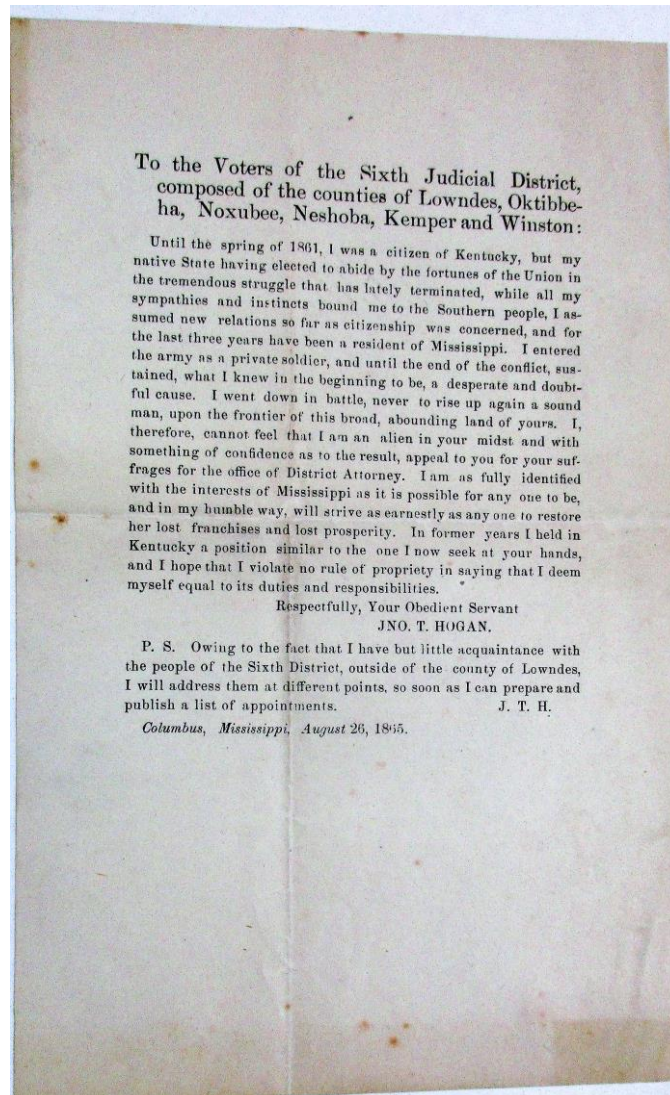 To the Voters of the Sixth Judicial District,
composed of the counties of Lowndes, Oktibbe-
ha, Noxubee, Neshoba, Kemper and Winston:
Until the spring of 1861, I was a citizen of Kentucky, but my
native State having elected to abide by the fortunes of the Union in
the tremendous struggle that has lately terminated, while all my
sympathies and instincts bound me to the Southern people, I as-
sumed new relations so far as citizenship was concerned, and for
the last three years have been a resident of Mississippi. I entered
the army as a private soldier, and until the end of the conflict, sus-
tained, what I knew in the beginning to be, a desperate and doubt-
ful cause. I went down in battle, never to rise up again a sound
man, upon the frontier of this broad, abounding land of yours. I,
therefore, cannot feel that I am an alien in your midst and with
something of confidence as to the result, appeal to you for your suf-
frages for the office of District Attorney. I am as fully identified
with the interests of Mississippi as it is possible for any one to be,
and in my humble way, will strive as earnestly as any one to restore
her lost franchises and lost prosperity. In former years I held in
Kentucky a position similar to the one I now seek at your hands,
and I hope that I violate no rule of propriety in saying that I deem
myself equal to its duties and responsibilities.
Respectfully, Your Obedient Servant
JNO. T. HOGAN.
P. S. Owing to the fact that I have but little acquaintance with
the people of the Sixth District, outside of the county of Lowndes,
I will address them at different points, so soon as I can prepare and
publish a list of appointments. J. T. H.
Columbus, Mississippi, August 26, 1865.